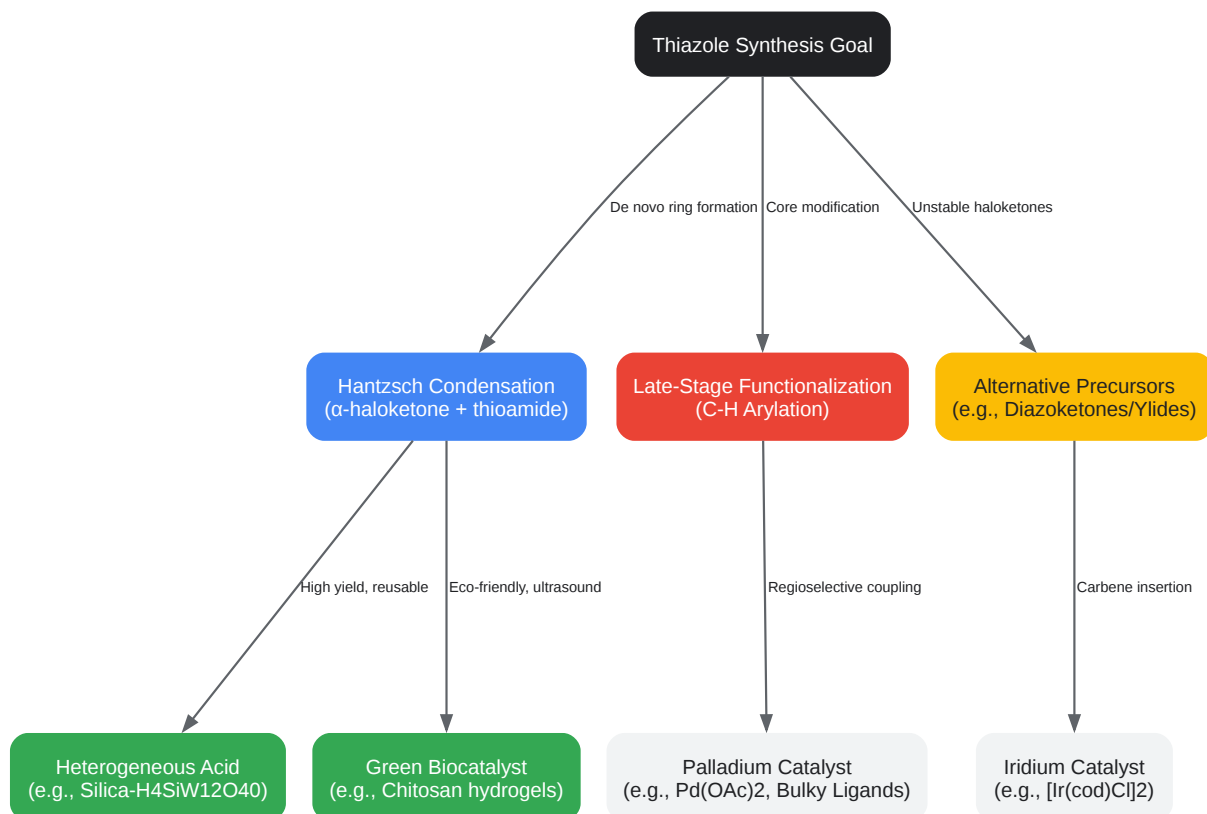 Thiazole Synthesis Goal
De novo ring formation
Core modification
Unstable haloketones
Hantzsch Condensation
(α-haloketone + thioamide)
Late-Stage Functionalization
(C-H Arylation)
Alternative Precursors
(e.g., Diazoketones/Ylides)
High yield, reusable
Eco-friendly, ultrasound
Regioselective coupling
Carbene insertion
Heterogeneous Acid
(e.g., Silica-H4SiW12O40)
Green Biocatalyst
(e.g., Chitosan hydrogels)
Palladium Catalyst
(e.g., Pd(OAc)2, Bulky Ligands)
Iridium Catalyst
(e.g., [Ir(cod)Cl]2)